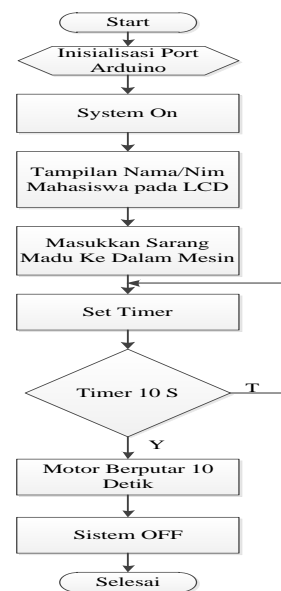 Start
Inisialisasi Port
Arduino
System On
Tampilan Nama/Nim
Mahasiswa pada LCD
Masukkan Sarang
Madu Ke Dalam Mesin
Set Timer
Timer 10 S
T
Y
Motor Berputar 10
Detik
Sistem OFF
Selesai